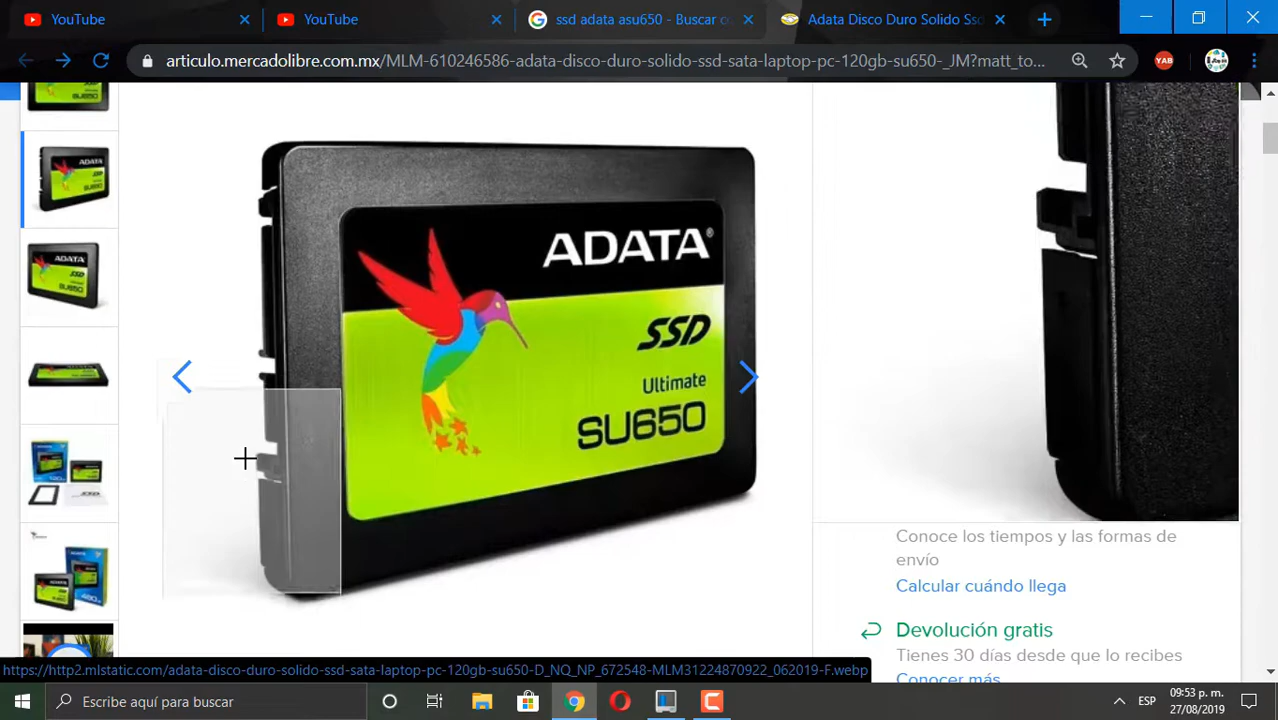 YouTube
YouTube
ssd adata asu650 - Buscar o
Adata Disco Duro Solido Ssd
articulo.mercadolibre.com.mx/MLM-610246586-adata-disco-duro-solido-ssd-sata-laptop-pc-120gb-su650-_JM?matt_to...
YAB
ADATA®
SSD
Ultimate
SU650
Conoce los tiempos y las formas de
envío
Calcular cuándo llega
Devolución gratis
Tienes 30 días desde que lo recibes
Conocer más
https://http2.mlstatic.com/adata-disco-duro-solido-ssd-sata-laptop-pc-120gb-su650-D_NQ_NP_672548-MLM31224870922_062019-F.webp
Escribe aquí para buscar
ESP
09:53 p. m.
27/08/2019